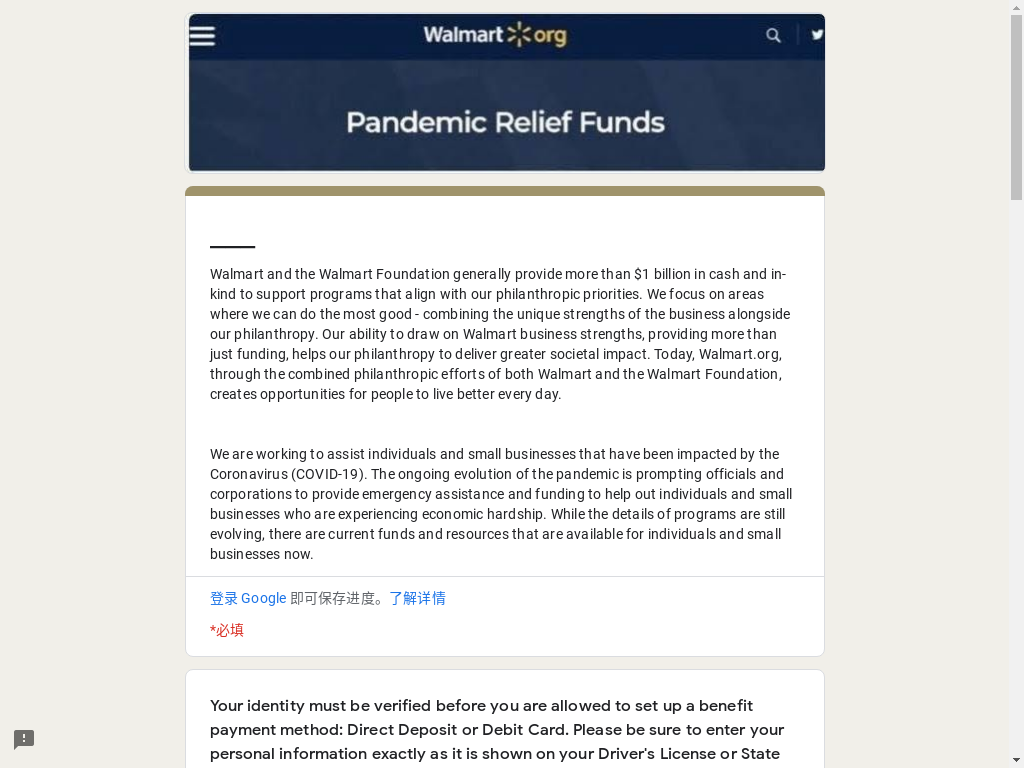 Walmart org
Pandemic Relief Funds
Walmart and the Walmart Foundation generally provide more than $1 billion in cash and in-
kind to support programs that align with our philanthropic priorities. We focus on areas
where we can do the most good - combining the unique strengths of the business alongside
our philanthropy. Our ability to draw on Walmart business strengths, providing more than
just funding, helps our philanthropy to deliver greater societal impact. Today, Walmart.org,
through the combined philanthropic efforts of both Walmart and the Walmart Foundation,
creates opportunities for people to live better every day.
We are working to assist individuals and small businesses that have been impacted by the
Coronavirus (COVID-19). The ongoing evolution of the pandemic is prompting officials and
corporations to provide emergency assistance and funding to help out individuals and small
businesses who are experiencing economic hardship. While the details of programs are still
evolving, there are current funds and resources that are available for individuals and small
businesses now.
登录 Google 即可保存进度。了解详情
*必填
Your identity must be verified before you are allowed to set up a benefit
payment method: Direct Deposit or Debit Card. Please be sure to enter your
personal information exactly as it is shown on your Driver's License or State